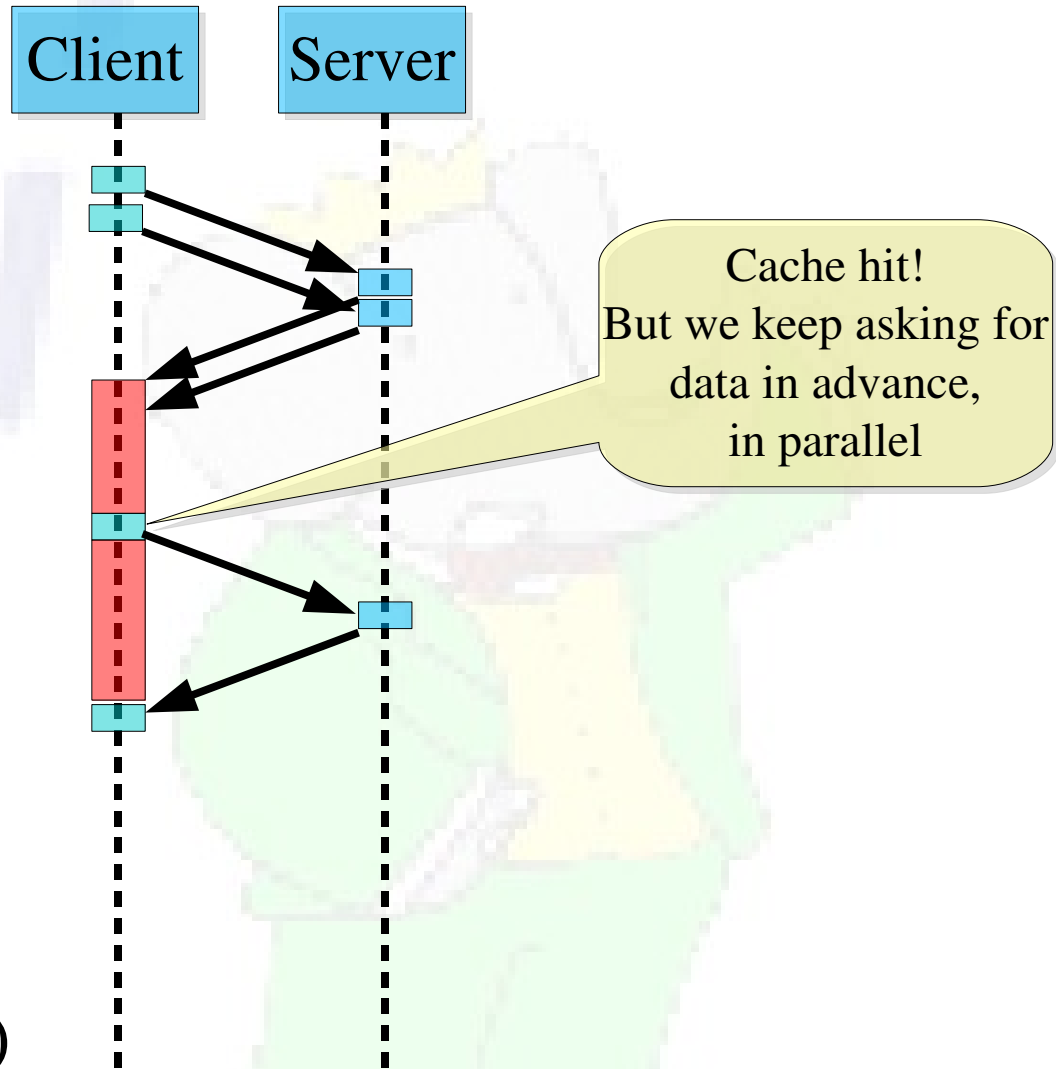 Client
Server
Cache hit!
But we keep asking for
data in advance,
in parallel
)